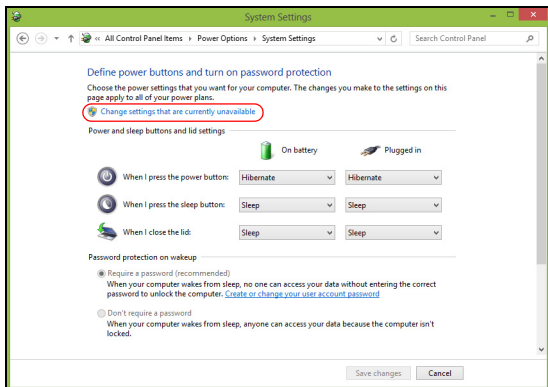 System Settings
« All Control Panel Items ▸ Power Options ▸ System Settings
Search Control Panel
Define power buttons and turn on password protection
Choose the power settings that you want for your computer. The changes you make to the settings on this
page apply to all of your power plans.
Change settings that are currently unavailable
Power and sleep buttons and lid settings
On battery Plugged in
When I press the power button: Hibernate Hibernate
When I press the sleep button: Sleep Sleep
When I close the lid: Sleep Sleep
Password protection on wakeup
Require a password (recommended)
When your computer wakes from sleep, no one can access your data without entering the correct
password to unlock the computer. Create or change your user account password
Don't require a password
When your computer wakes from sleep, anyone can access your data because the computer isn't
locked.
Save changes Cancel